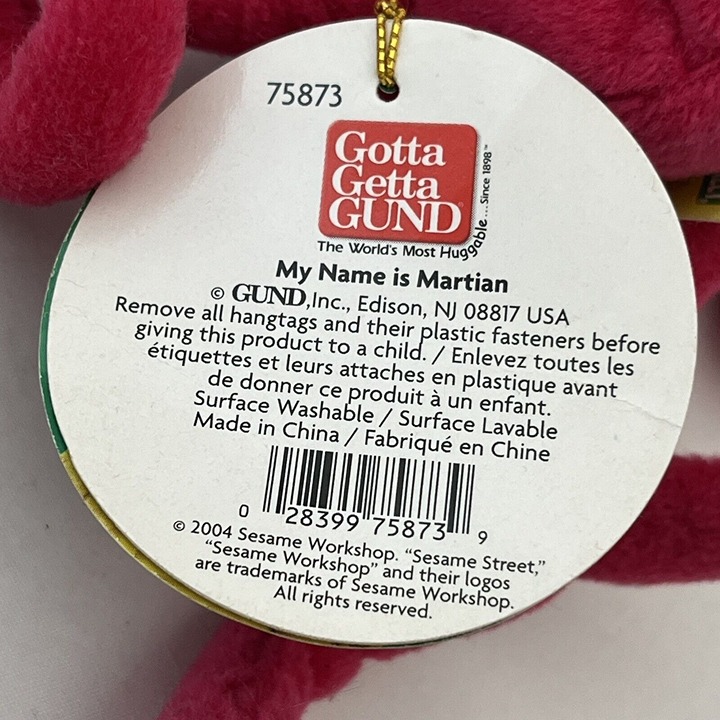 75873
Gotta
Getta
GUND®
The World's Most Huggable....Since 1898™
My Name is Martian
© GUND,Inc., Edison, NJ 08817 USA
Remove all hangtags and their plastic fasteners before
giving this product to a child. / Enlevez toutes les
étiquettes et leurs attaches en plastique avant
de donner ce produit à un enfant.
Surface Washable / Surface Lavable
Made in China / Fabriqué en Chine
0 28399 75873 9
© 2004 Sesame Workshop. “Sesame Street,”
“Sesame Workshop” and their logos
are trademarks of Sesame Workshop.
All rights reserved.